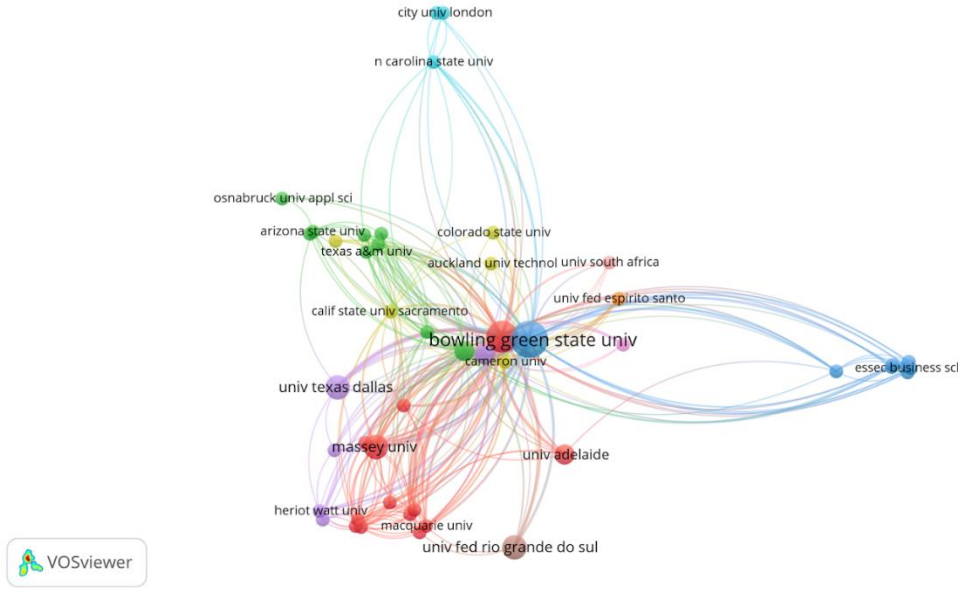 city univ london
n carolina state univ
osnabruck univ appl sci
arizona state univ
colorado state univ
texas a&m univ
auckland univ technol
univ south africa
univ fed espirito santo
calif state univ sacramento
bowling green state univ
cameron univ
essec business scl
univ texas dallas
massey univ
univ adelaide
heriot watt univ
macquarie univ
univ fed rio grande do sul
VOSviewer